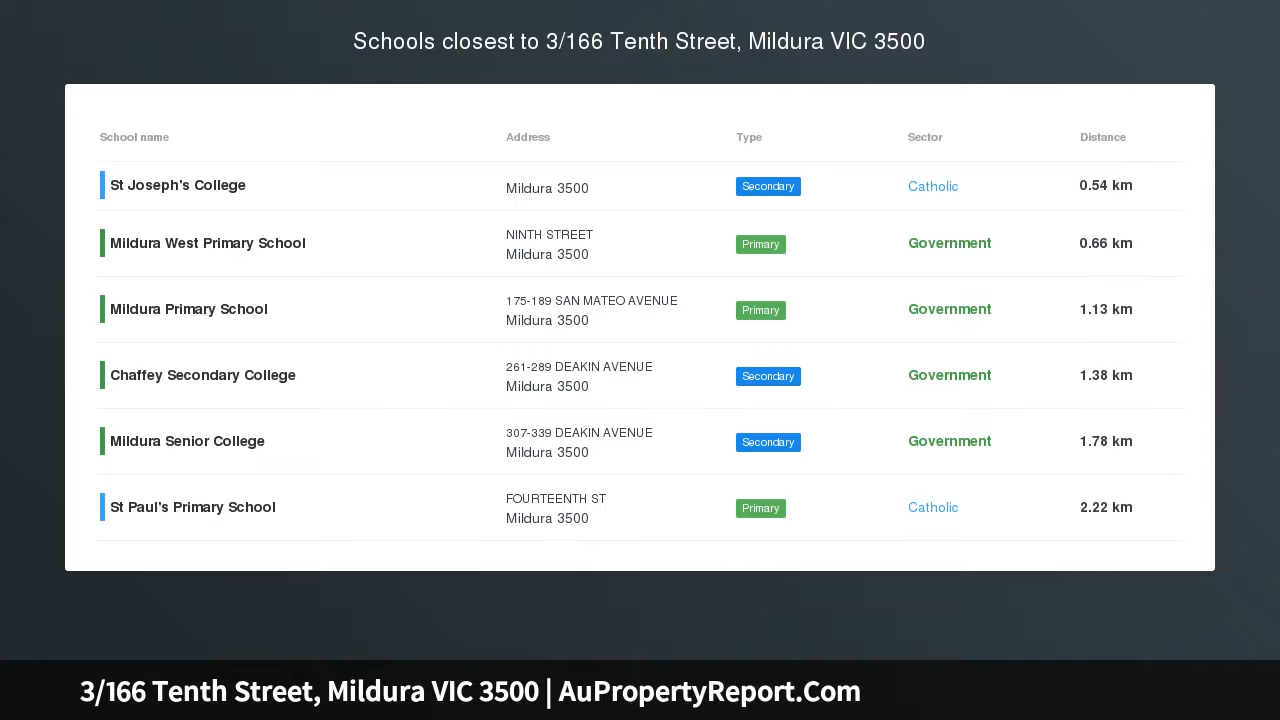 Schools closest to 3/166 Tenth Street, Mildura VIC 3500
School name Address Type Sector Distance
St Joseph's College Mildura 3500 Secondary Catholic 0.54 km
Mildura West Primary School NINTH STREET Primary Government 0.66 km
Mildura 3500
Mildura Primary School 175-189 SAN MATEO AVENUE Primary Government 1.13 km
Mildura 3500
Chaffey Secondary College 261-289 DEAKIN AVENUE Secondary Government 1.38 km
Mildura 3500
Mildura Senior College 307-339 DEAKIN AVENUE Secondary Government 1.78 km
Mildura 3500
St Paul's Primary School FOURTEENTH ST Primary Catholic 2.22 km
Mildura 3500
3/166 Tenth Street, Mildura VIC 3500 | AuPropertyReport.Com